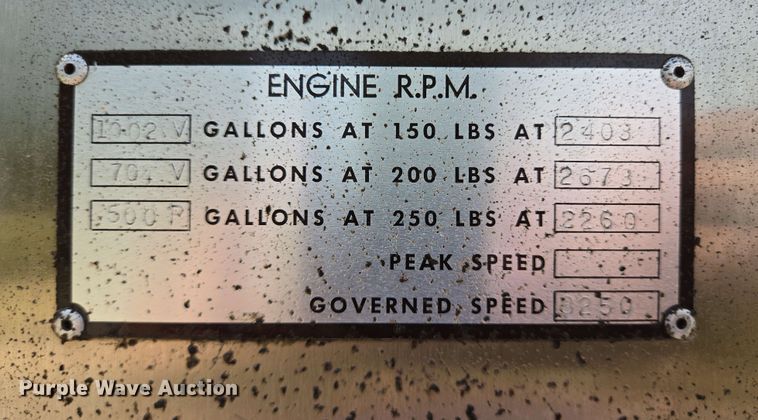 ENGINE R.P.M.
1002 V GALLONS AT 150 LBS AT 2403
701 V GALLONS AT 200 LBS AT 2673
500 P GALLONS AT 250 LBS AT 2260
PEAK SPEED
GOVERNED SPEED 3250
Purple Wave Auction